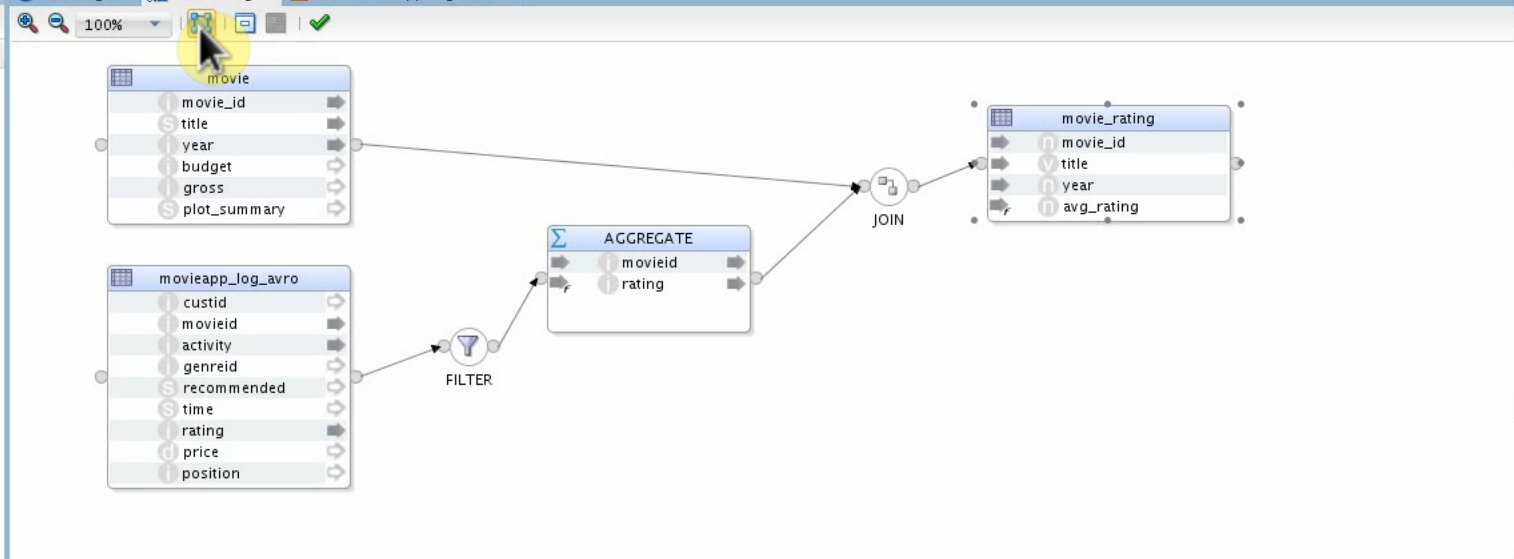 100%
movie
movie_id
title
year
budget
gross
plot_summary
movieapp_log_avro
custid
movieid
activity
genreid
recommended
time
rating
price
position
FILTER
AGGREGATE
movieid
rating
JOIN
movie_rating
movie_id
title
year
avg_rating